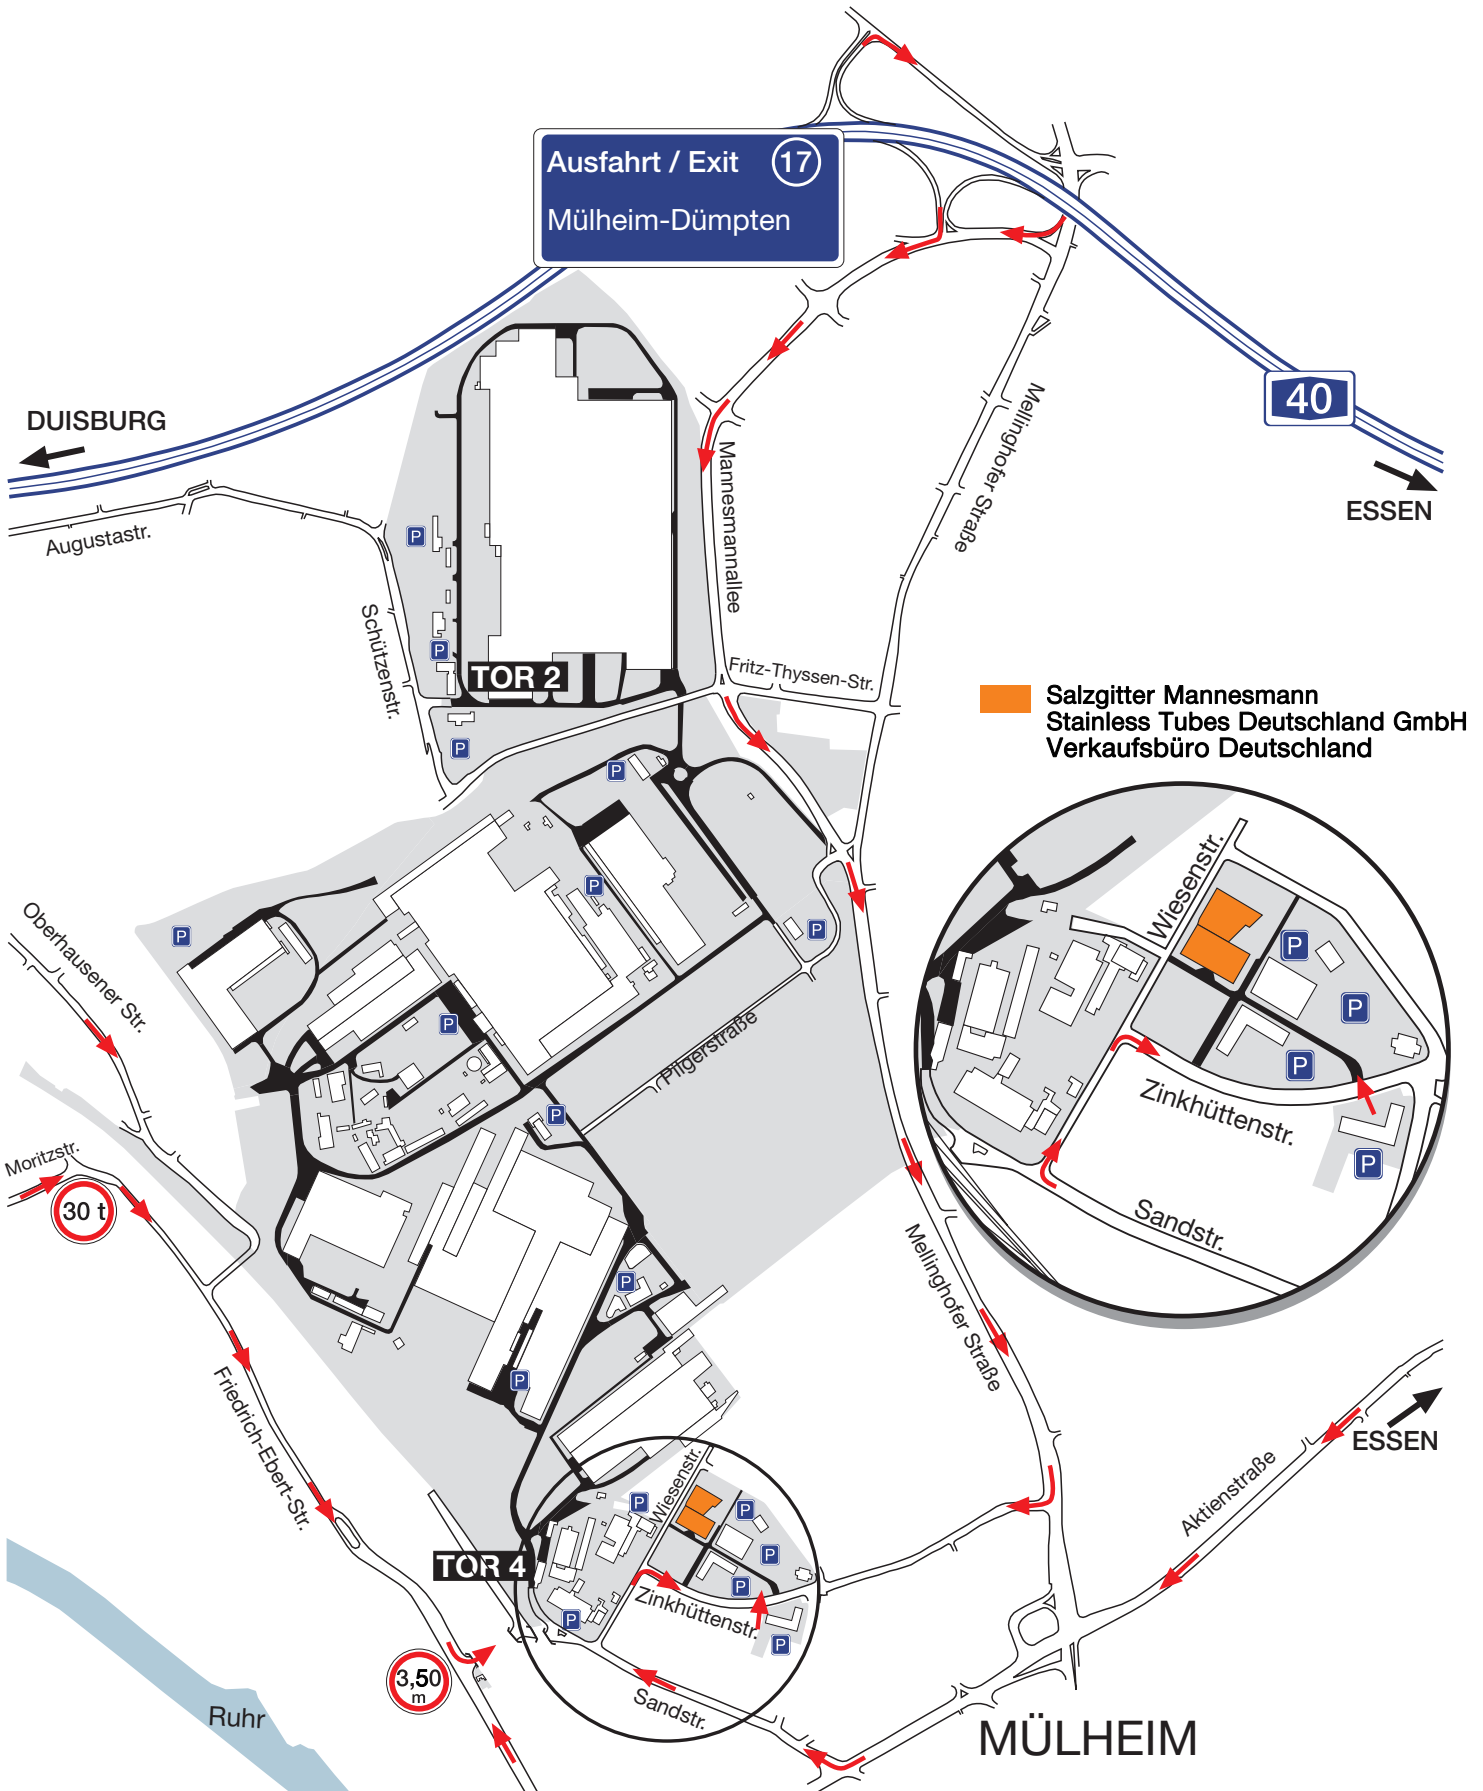 Ausfahrt / Exit 17
Mülheim-Dümpten
40
DUISBURG
ESSEN
Augustastr.
Schützenstr.
Mannesmannallee
Mellinghofer Straße
Fritz-Thyssen-Str.
P
P
TOR 2
P
P
Salzgitter Mannesmann
Stainless Tubes Deutschland GmbH
Verkaufsbüro Deutschland
Oberhausener Str.
P
P
P
P
Pilgerstraße
P
Moritzstr.
30 t
P
P
Friedrich-Ebert-Str.
Mellinghofer Straße
Wiesenstr.
P
P
P
Zinkhüttenstr.
P
Sandstr.
ESSEN
Aktienstraße
Wiesenstr.
P
P
P
TOR 4
P
Zinkhüttenstr.
P
P
3,50
m
Sandstr.
Ruhr
MÜLHEIM